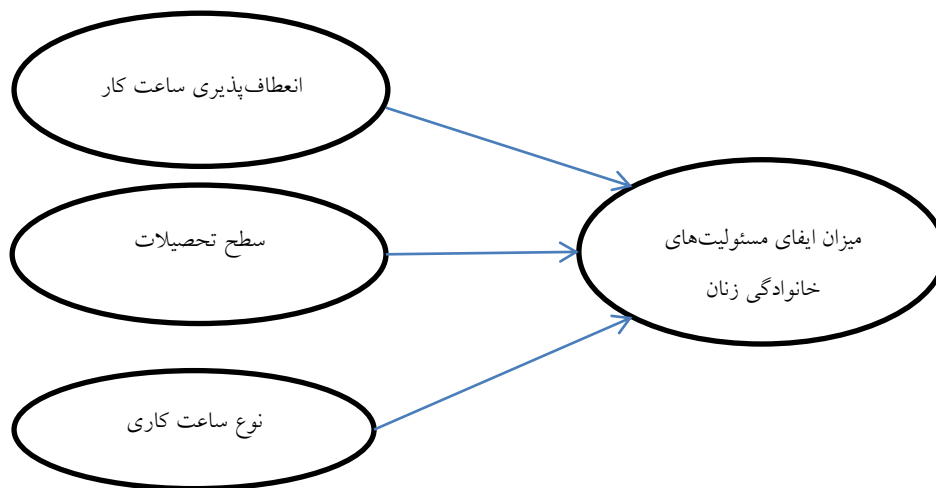 انعطاف‌پذیری ساعت کار
سطح تحصیلات
نوع ساعت کاری
میزان ایفای مسئولیت‌های
خانوادگی زنان